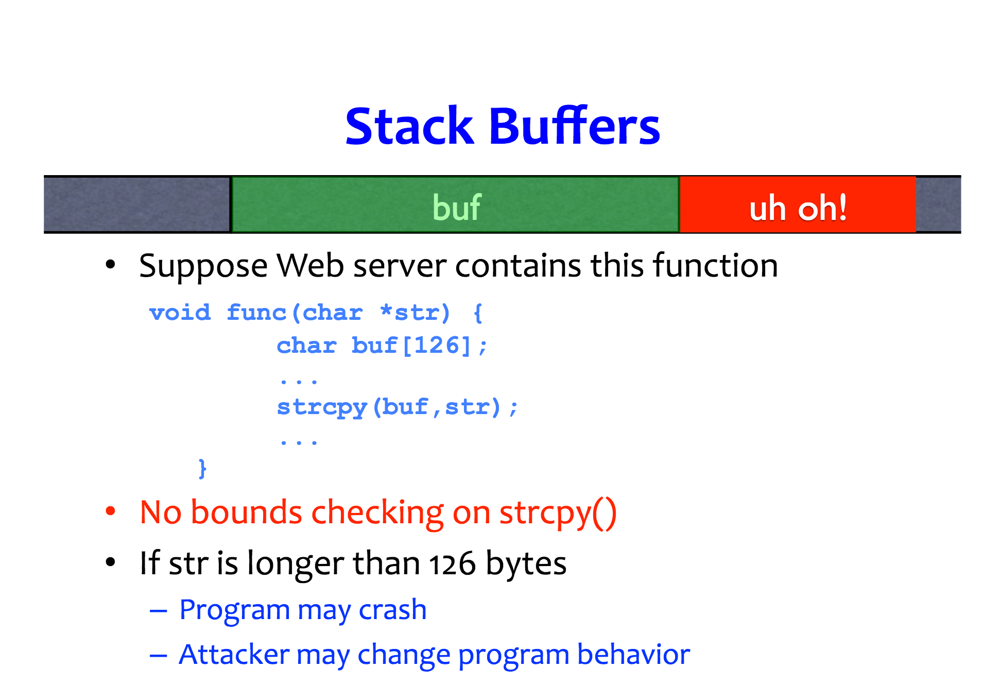 Stack Buffers
buf uh oh!
• Suppose Web server contains this function
void func(char *str) {
char buf[126];
...
strcpy(buf,str);
...
}
• No bounds checking on strcpy()
• If str is longer than 126 bytes
– Program may crash
– Attacker may change program behavior